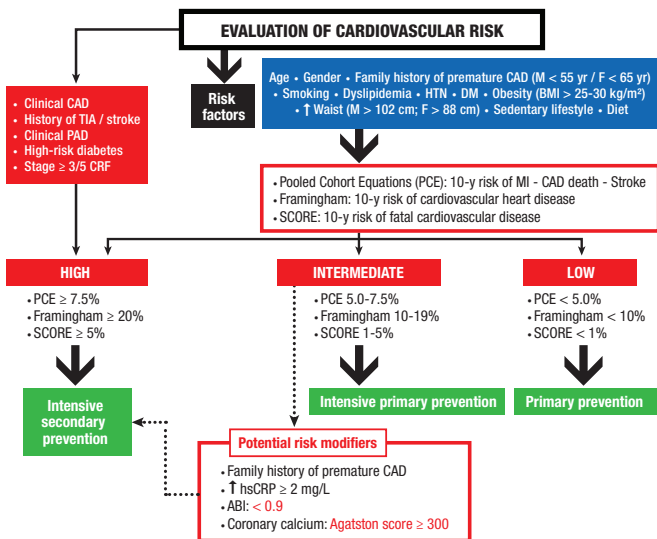 EVALUATION OF CARDIOVASCULAR RISK
• Clinical CAD
• History of TIA / stroke
• Clinical PAD
• High-risk diabetes
• Stage ≥ 3/5 CRF
Risk
factors
Age • Gender • Family history of premature CAD (M < 55 yr / F < 65 yr)
• Smoking • Dyslipidemia • HTN • DM • Obesity (BMI > 25-30 kg/m²)
• ↑ Waist (M > 102 cm; F > 88 cm) • Sedentary lifestyle • Diet
• Pooled Cohort Equations (PCE): 10-y risk of MI - CAD death - Stroke
• Framingham: 10-y risk of cardiovascular heart disease
• SCORE: 10-y risk of fatal cardiovascular disease
HIGH
• PCE ≥ 7.5%
• Framingham ≥ 20%
• SCORE ≥ 5%
Intensive
secondary
prevention
INTERMEDIATE
• PCE 5.0-7.5%
• Framingham 10-19%
• SCORE 1-5%
Intensive primary prevention
LOW
• PCE < 5.0%
• Framingham < 10%
• SCORE < 1%
Primary prevention
Potential risk modifiers
• Family history of premature CAD
• ↑ hsCRP ≥ 2 mg/L
• ABI: < 0.9
• Coronary calcium: Agatston score ≥ 300